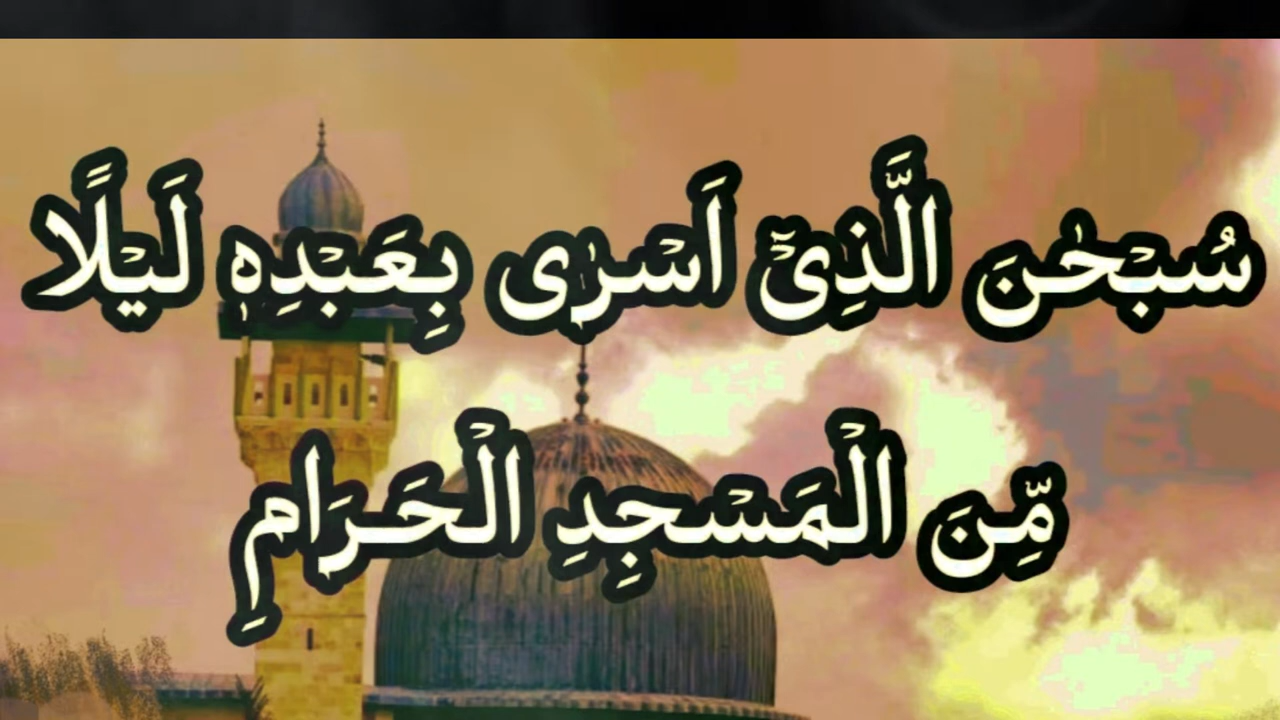 سُبۡحٰنَ الَّذِىۡۤ اَسۡرٰى بِعَبۡدِهٖ لَيۡلًا
مِّنَ الۡمَسۡجِدِ الۡحَـرَامِ